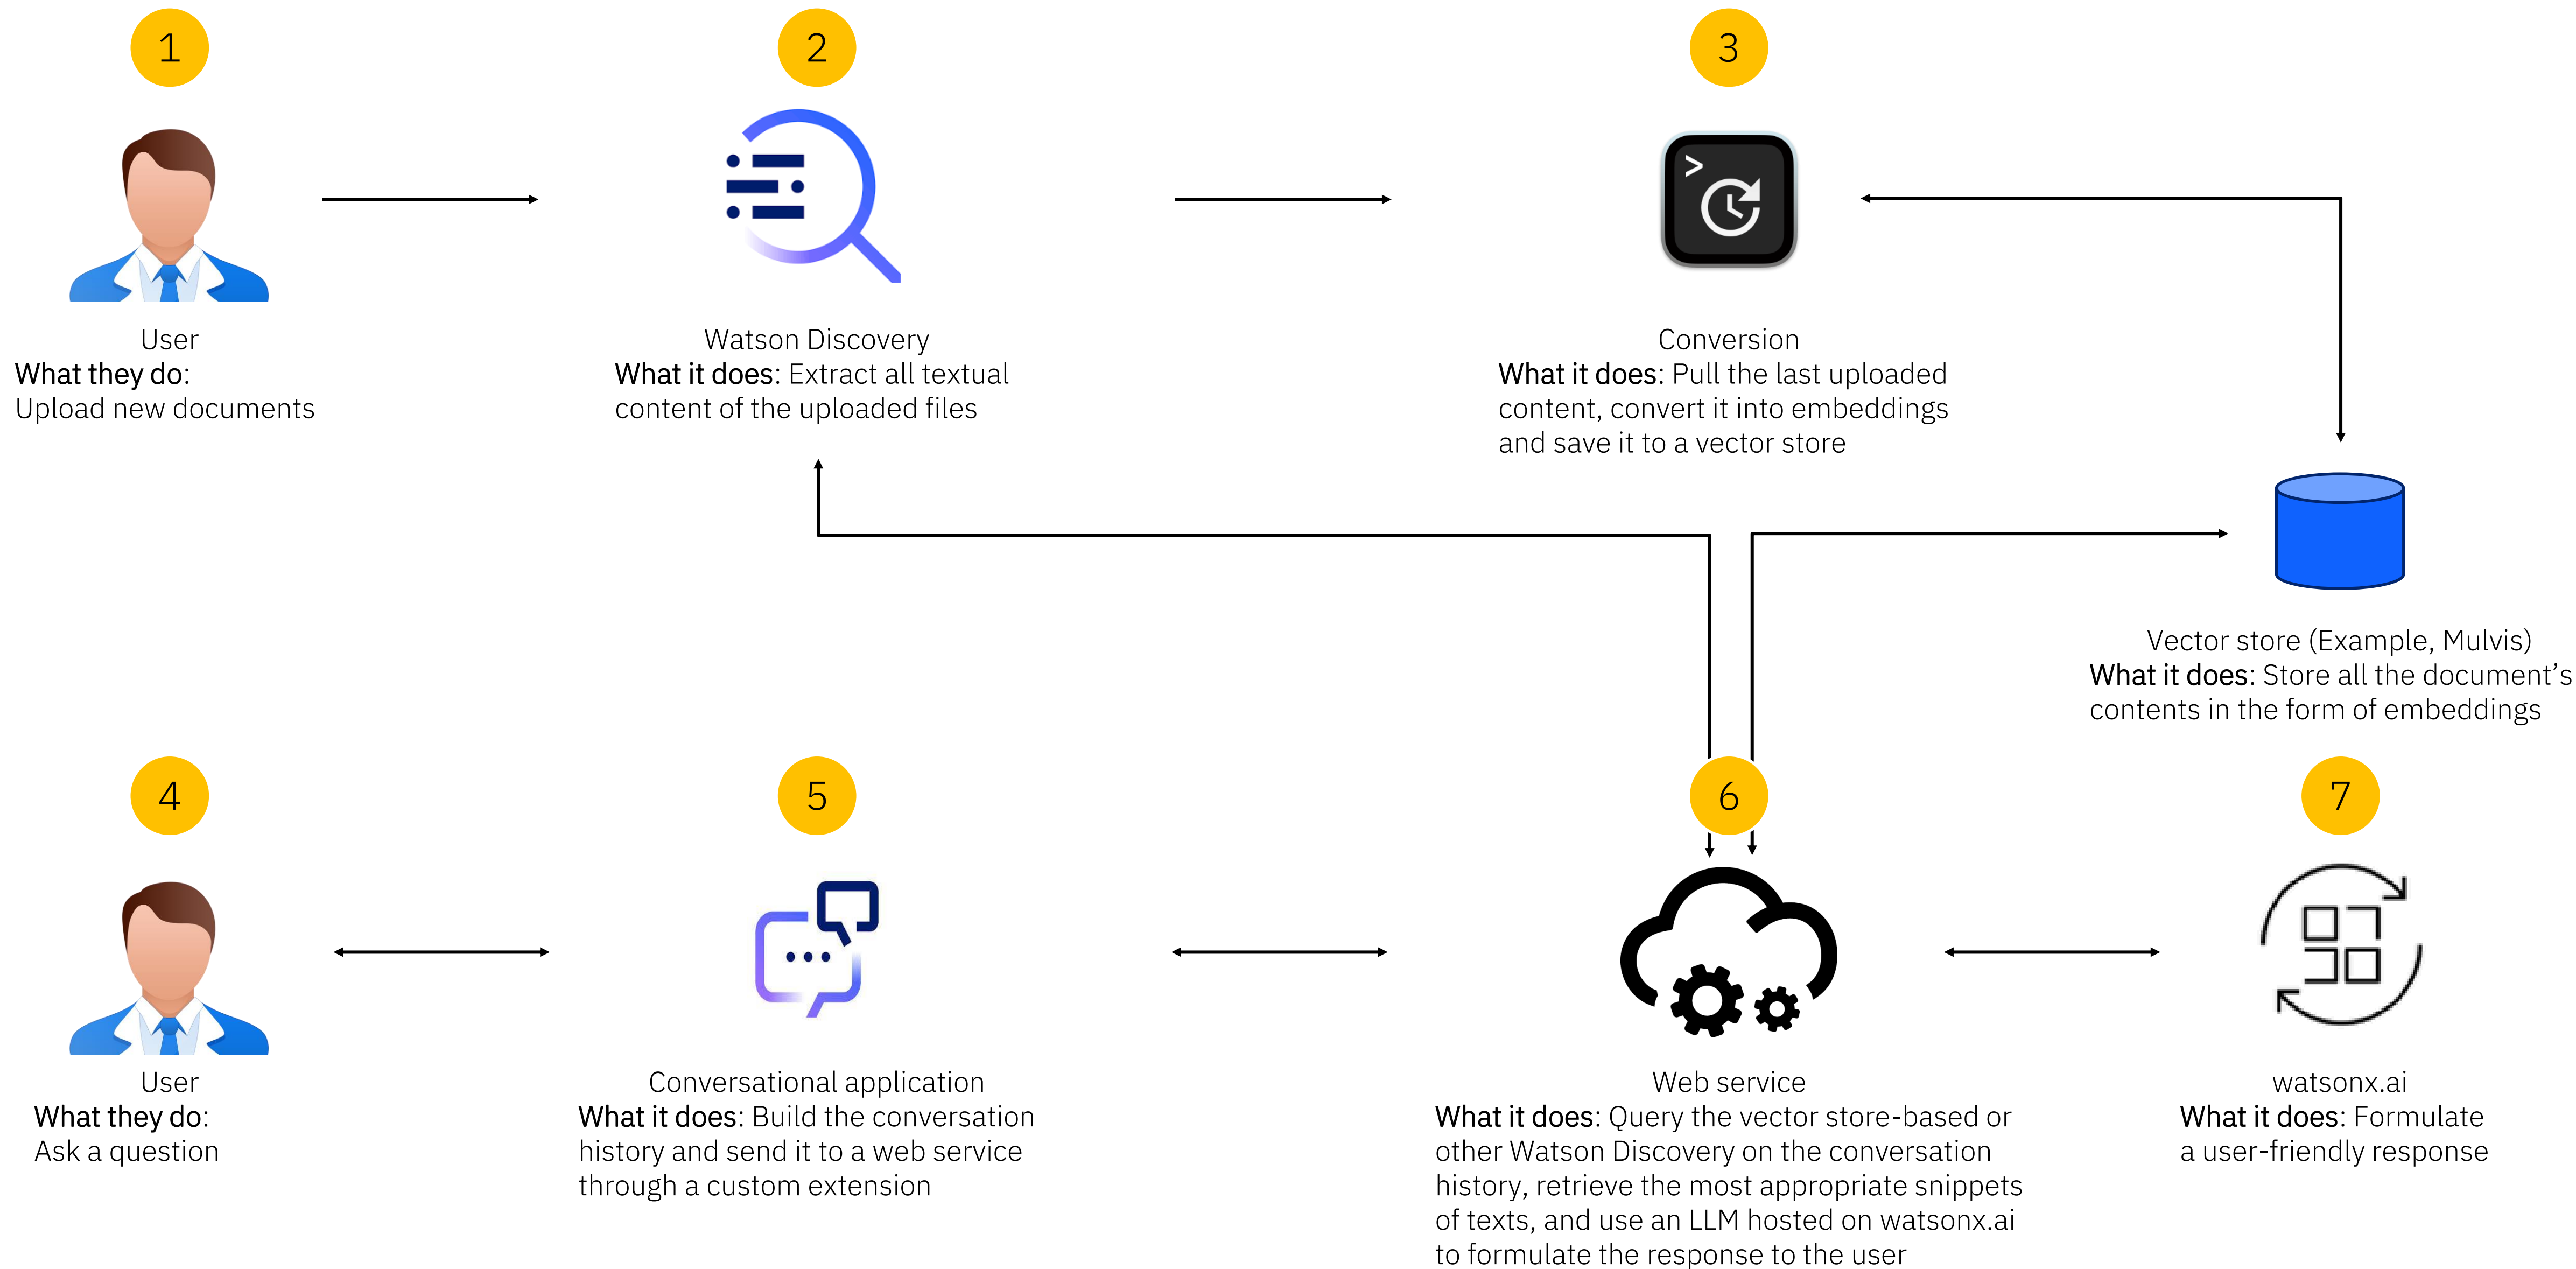 1
2
3
User
What they do:
Upload new documents
Watson Discovery
What it does: Extract all textual
content of the uploaded files
Conversion
What it does: Pull the last uploaded
content, convert it into embeddings
and save it to a vector store
Vector store (Example, Mulvis)
What it does: Store all the document’s
contents in the form of embeddings
4
5
6
7
User
What they do:
Ask a question
Conversational application
What it does: Build the conversation
history and send it to a web service
through a custom extension
Web service
What it does: Query the vector store-based or
other Watson Discovery on the conversation
history, retrieve the most appropriate snippets
of texts, and use an LLM hosted on watsonx.ai
to formulate the response to the user
watsonx.ai
What it does: Formulate
a user-friendly response